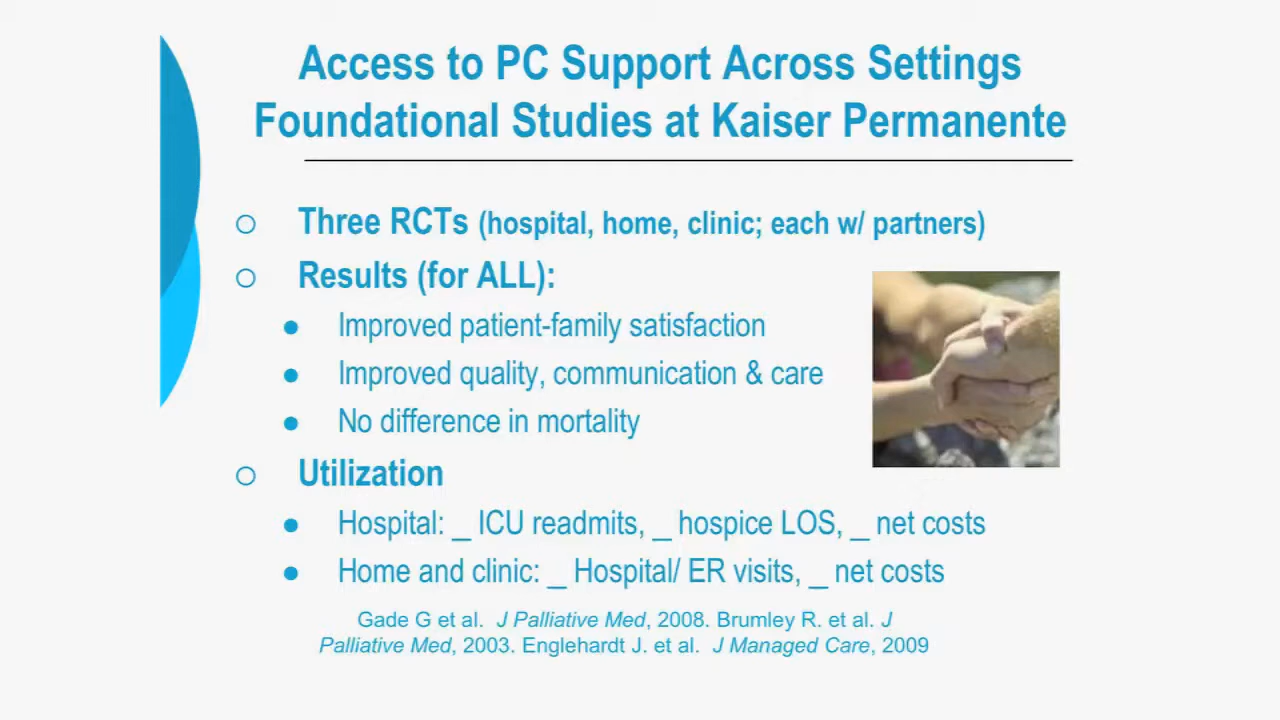 Access to PC Support Across Settings
Foundational Studies at Kaiser Permanente
Three RCTs (hospital, home, clinic; each w/ partners)
Results (for ALL):
Improved patient-family satisfaction
Improved quality, communication & care
No difference in mortality
Utilization
Hospital: _ ICU readmits, _ hospice LOS, _ net costs
Home and clinic: _ Hospital/ ER visits, _ net costs
Gade G et al. J Palliative Med, 2008. Brumley R. et al. J
Palliative Med, 2003. Englehardt J. et al. J Managed Care, 2009